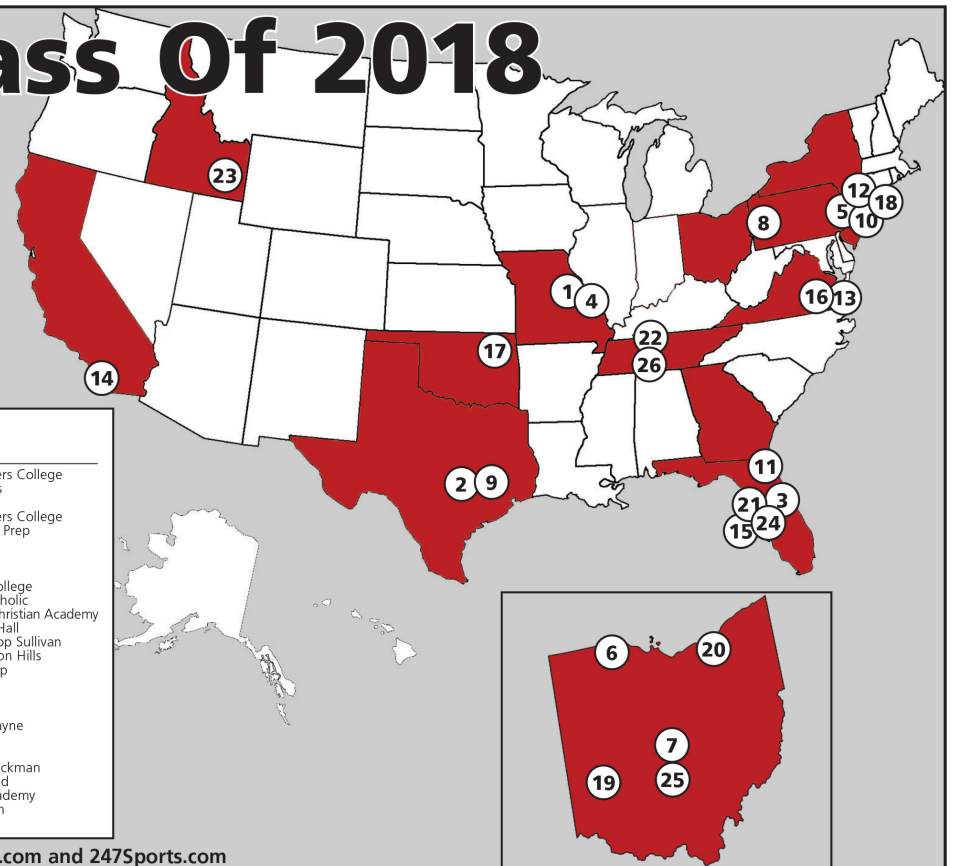 ass Of 2018
23
12
18
5
10
8
16
13
1
4
22
26
17
14
2
9
11
21
3
24
15
ers College
s
ers College
Prep
ollege
holic
hristian Academy
Hall
op Sullivan
on Hills
p
ayne
ckman
d
ademy
n
6
20
7
19
25
.com and 247Sports.com